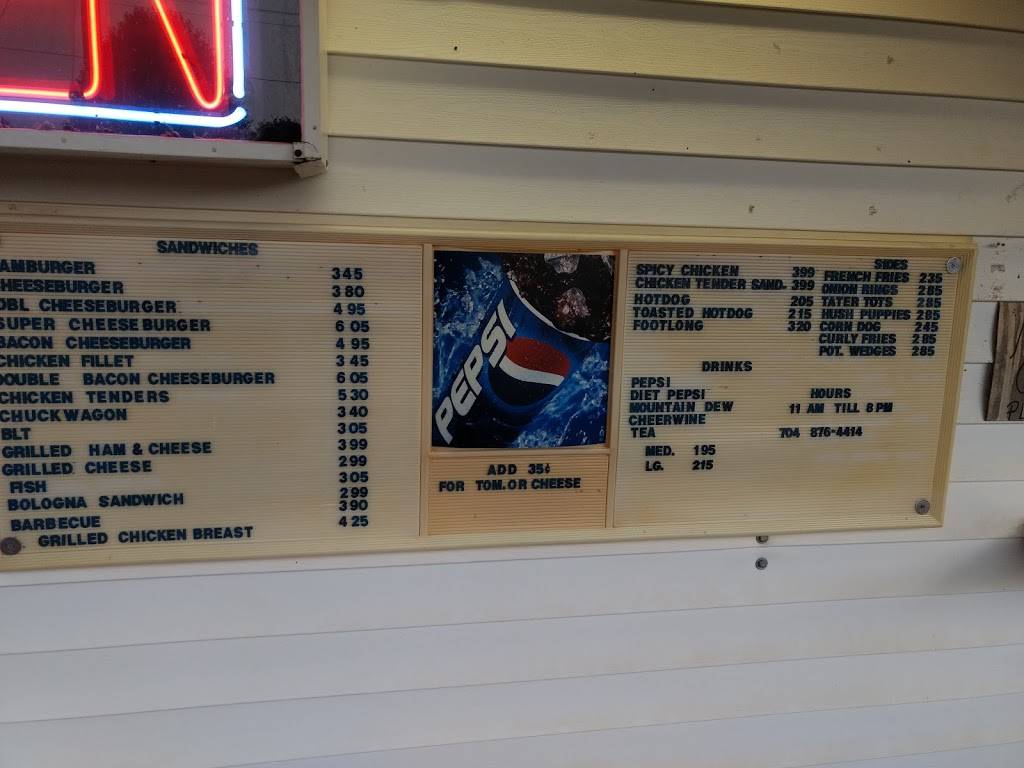 SANDWICHES
AMBURGER 345
HEESEBURGER 380
DBL CHEESEBURGER 495
SUPER CHEESEBURGER 605
BACON CHEESEBURGER 495
CHICKEN FILLET 345
DOUBLE BACON CHEESEBURGER 605
CHICKEN TENDERS 530
CHUCKWAGON 340
BLT 305
GRILLED HAM & CHEESE 399
GRILLED CHEESE 299
FISH 305
BOLOGNA SANDWICH 299
BARBECUE 390
GRILLED CHICKEN BREAST 425
PEPSI
ADD 35¢
FOR TOM. OR CHEESE
SPICY CHICKEN 399
CHICKEN TENDER SAND. 399
HOTDOG 205
TOASTED HOTDOG 215
FOOTLONG 320
SIDES
FRENCH FRIES 235
ONION RINGS 285
TATER TOTS 285
HUSH PUPPIES 285
CORN DOG 245
CURLY FRIES 285
POT. WEDGES 285
DRINKS
PEPSI
DIET PEPSI
MOUNTAIN DEW
CHEERWINE
TEA
MED. 195
LG. 215
HOURS
11 AM TILL 8 PM
704 876-4414